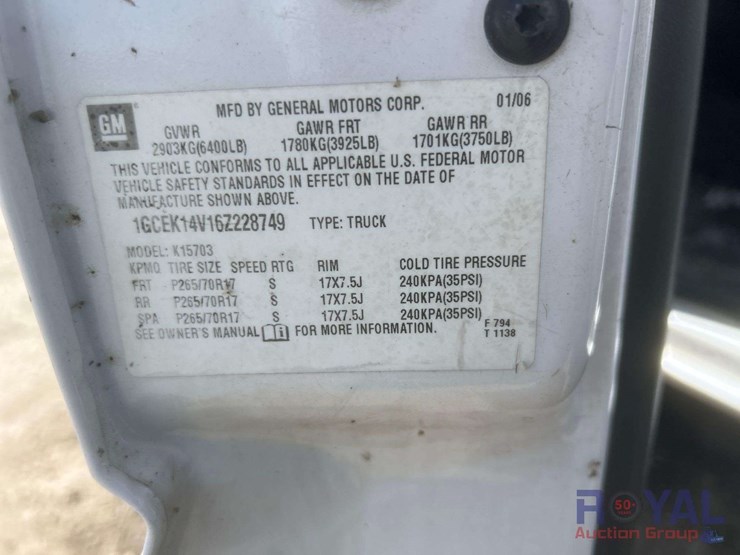 GM
MFD BY GENERAL MOTORS CORP. 01/06
GVWR GAWR FRT GAWR RR
2903KG(6400LB) 1780KG(3925LB) 1701KG(3750LB)
THIS VEHICLE CONFORMS TO ALL APPLICABLE U.S. FEDERAL MOTOR
VEHICLE SAFETY STANDARDS IN EFFECT ON THE DATE OF
MANUFACTURE SHOWN ABOVE.
1GCEK14V16Z228749 TYPE: TRUCK
MODEL: K15703
KPMO TIRE SIZE SPEED RTG RIM COLD TIRE PRESSURE
FRT P265/70R17 S 17X7.5J 240KPA(35PSI)
RR P265/70R17 S 17X7.5J 240KPA(35PSI)
SPA P265/70R17 S 17X7.5J 240KPA(35PSI)
SEE OWNER'S MANUAL FOR MORE INFORMATION.
F 794
T 1138
ROYAL
50
Auction Group